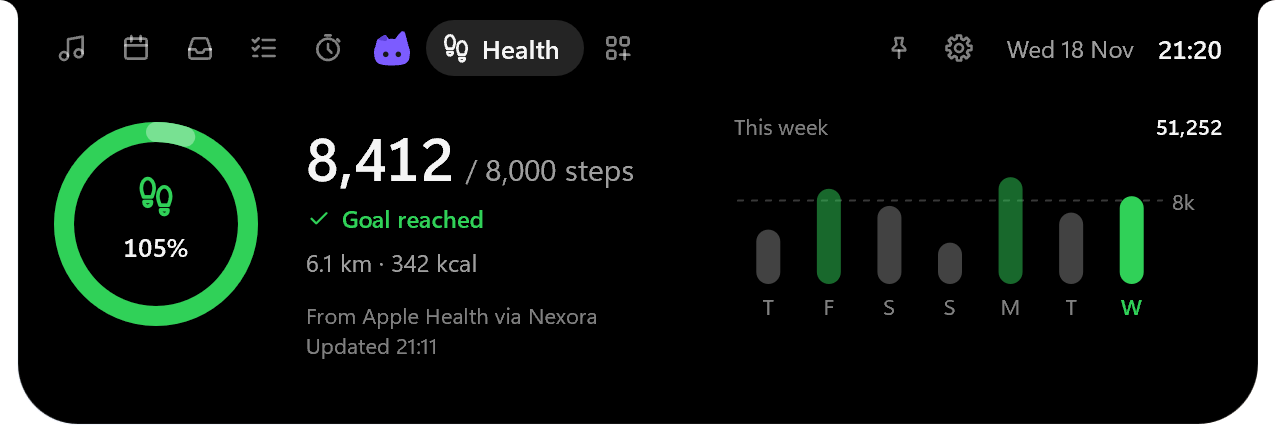 Health
Wed 18 Nov 21:20
105%
8,412 / 8,000 steps
Goal reached
6.1 km · 342 kcal
From Apple Health via Nexora
Updated 21:11
This week 51,252
8k
T F S S M T W